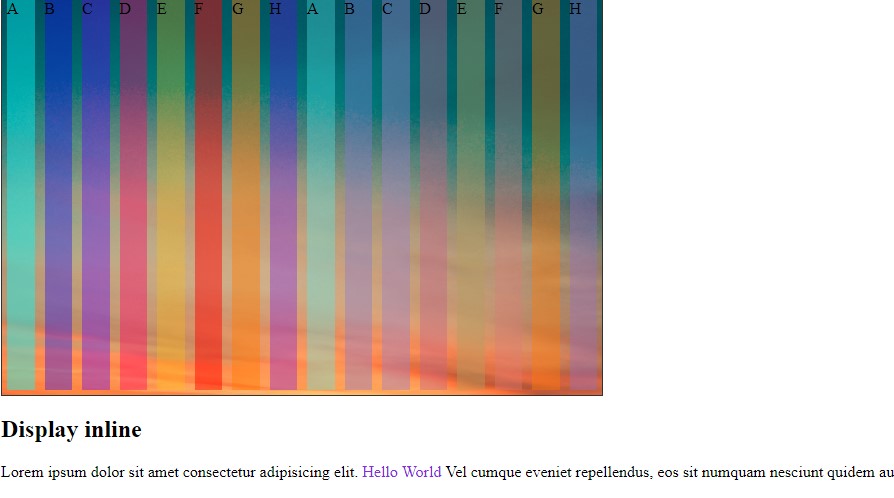 A B C D E F G H A B C D E F G H
Display inline
Lorem ipsum dolor sit amet consectetur adipisicing elit. Hello World Vel cumque eveniet repellendus, eos sit numquam nesciunt quidem au